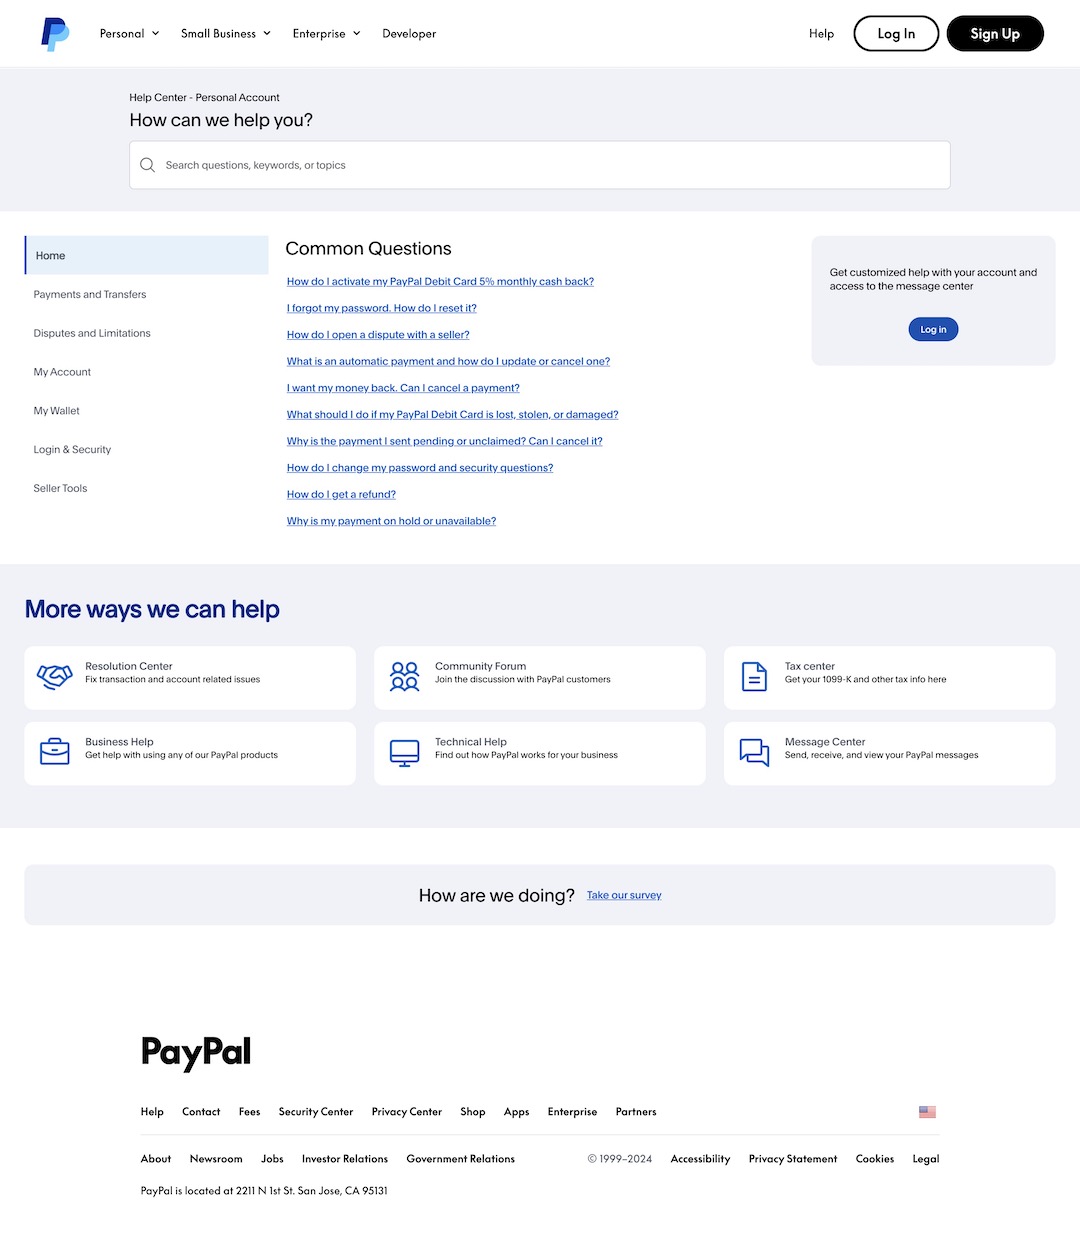 Personal
Small Business
Enterprise
Developer
Help
Log In
Sign Up
Help Center - Personal Account
How can we help you?
Search questions, keywords, or topics
Home
Payments and Transfers
Disputes and Limitations
My Account
My Wallet
Login & Security
Seller Tools
Common Questions
How do I activate my PayPal Debit Card 5% monthly cash back?
I forgot my password. How do I reset it?
How do I open a dispute with a seller?
What is an automatic payment and how do I update or cancel one?
I want my money back. Can I cancel a payment?
What should I do if my PayPal Debit Card is lost, stolen, or damaged?
Why is the payment I sent pending or unclaimed? Can I cancel it?
How do I change my password and security questions?
How do I get a refund?
Why is my payment on hold or unavailable?
Get customized help with your account and
access to the message center
Log in
More ways we can help
Resolution Center
Fix transaction and account related issues
Community Forum
Join the discussion with PayPal customers
Tax center
Get your 1099-K and other tax info here
Business Help
Get help with using any of our PayPal products
Technical Help
Find out how PayPal works for your business
Message Center
Send, receive, and view your PayPal messages
How are we doing?
Take our survey
PayPal
Help
Contact
Fees
Security Center
Privacy Center
Shop
Apps
Enterprise
Partners
About
Newsroom
Jobs
Investor Relations
Government Relations
© 1999–2024
Accessibility
Privacy Statement
Cookies
Legal
PayPal is located at 2211 N 1st St. San Jose, CA 95131